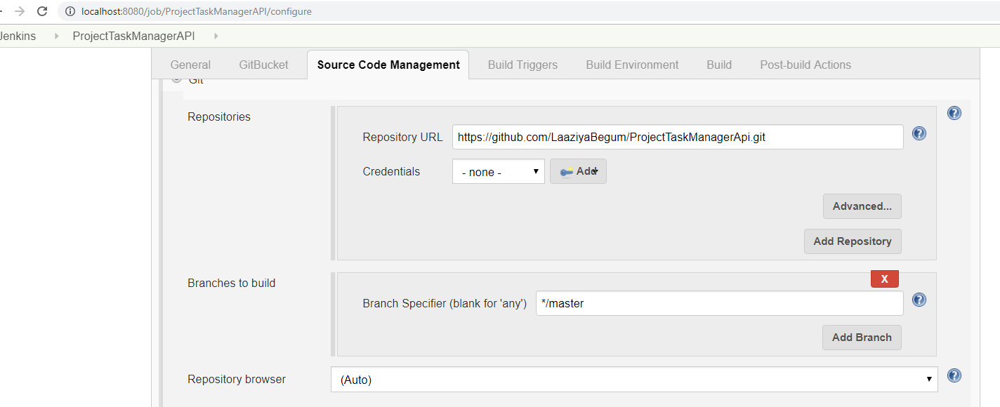 localhost:8080/job/ProjectTaskManagerAPI/configure
Jenkins ProjectTaskManagerAPI
General GitBucket Source Code Management Build Triggers Build Environment Build Post-build Actions
Git
Repositories
Repository URL https://github.com/LaaziyaBegum/ProjectTaskManagerApi.git
Credentials - none - Add
Advanced...
Add Repository
Branches to build
X
Branch Specifier (blank for 'any') */master
Add Branch
Repository browser (Auto)